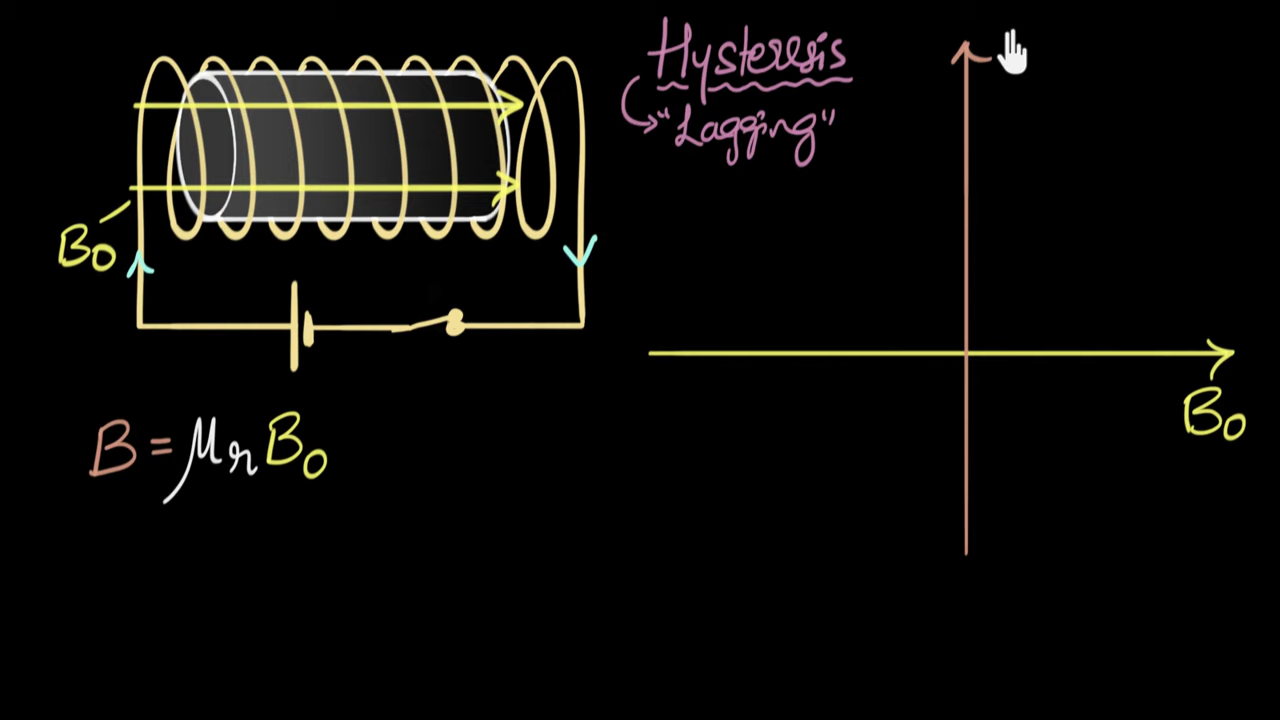 Hysteresis
"Lagging"
B₀
B₀
B = μᵣ B₀